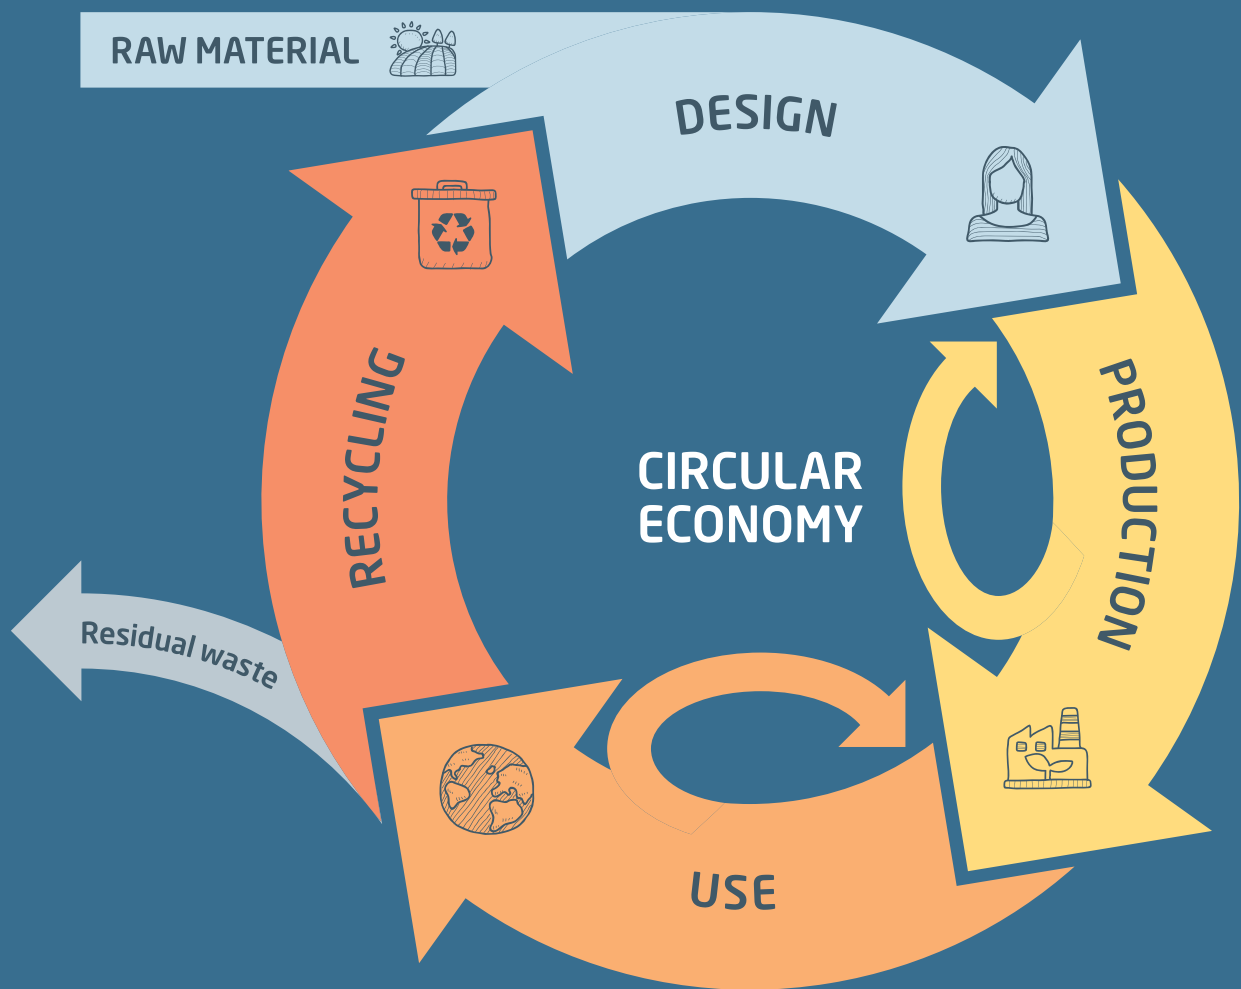 RAW MATERIAL
DESIGN
PRODUCTION
USE
RECYCLING
Residual waste
CIRCULAR
ECONOMY